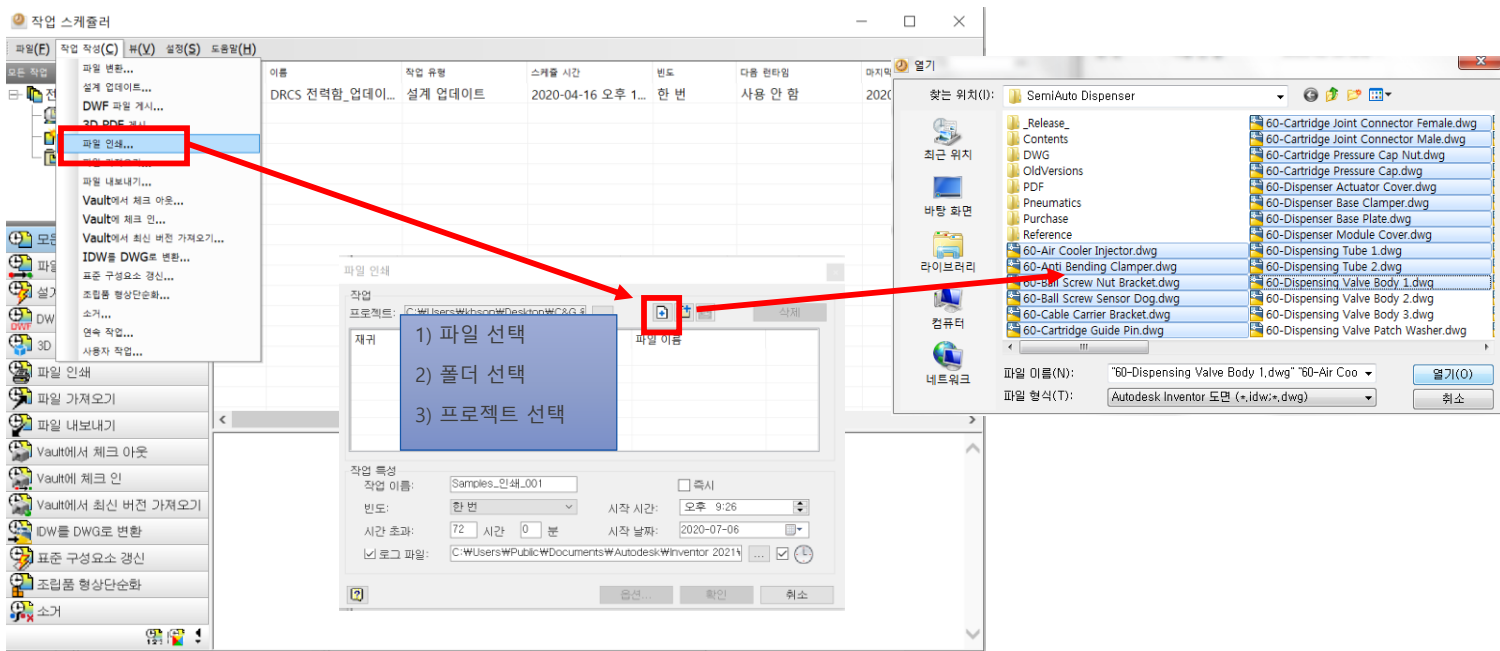 작업 스케쥴러
파일(F) 작업 작성(C) 뷰(V) 설정(S) 도움말(H)
모든 작업
이름 작업 유형 스케쥴 시간 빈도 다음 런타임
DRCS 전력함_업데이... 설계 업데이트 2020-04-16 오후 1... 한 번 사용 안 함
파일 변환...
설계 업데이트...
DWF 파일 게시...
3D PDF 게시
파일 인쇄...
파일 가져오기...
파일 내보내기...
Vault에서 체크 아웃...
Vault에 체크 인...
Vault에서 최신 버전 가져오기...
IDW를 DWG로 변환...
표준 구성요소 갱신...
조립품 형상단순화...
소거...
연속 작업...
사용자 작업...
DW
3D
파일 인쇄
파일 가져오기
파일 내보내기
Vault에서 체크 아웃
Vault에 체크 인
Vault에서 최신 버전 가져오기
IDW를 DWG로 변환
표준 구성요소 갱신
조립품 형상단순화
소거
파일 인쇄
작업
프로젝트: C:₩Users₩khson₩Desktop₩C&G 삭제
재귀 파일 이름
1) 파일 선택
2) 폴더 선택
3) 프로젝트 선택
작업 특성
작업 이름: Samples_인쇄_001 즉시
빈도: 한 번 시작 시간: 오후 9:26
시간 초과: 72 시간 0 분 시작 날짜: 2020-07-06
로그 파일: C:₩Users₩Public₩Documents₩Autodesk₩Inventor 2021₩ ...
옵션... 확인 취소
열기
찾는 위치(I): SemiAuto Dispenser
최근 위치
바탕 화면
라이브러리
컴퓨터
네트워크
_Release_
Contents
DWG
OldVersions
PDF
Pneumatics
Purchase
Reference
60-Air Cooler Injector.dwg
60-Anti Bending Clamper.dwg
60-Ball Screw Nut Bracket.dwg
60-Ball Screw Sensor Dog.dwg
60-Cable Carrier Bracket.dwg
60-Cartridge Guide Pin.dwg
60-Cartridge Joint Connector Female.dwg
60-Cartridge Joint Connector Male.dwg
60-Cartridge Pressure Cap Nut.dwg
60-Cartridge Pressure Cap.dwg
60-Dispenser Actuator Cover.dwg
60-Dispenser Base Clamper.dwg
60-Dispenser Base Plate.dwg
60-Dispenser Module Cover.dwg
60-Dispensing Tube 1.dwg
60-Dispensing Tube 2.dwg
60-Dispensing Valve Body 1.dwg
60-Dispensing Valve Body 2.dwg
60-Dispensing Valve Body 3.dwg
60-Dispensing Valve Patch Washer.dwg
파일 이름(N): "60-Dispensing Valve Body 1.dwg" "60-Air Coo 열기(O)
파일 형식(T): Autodesk Inventor 도면 (*.idw;*.dwg) 취소